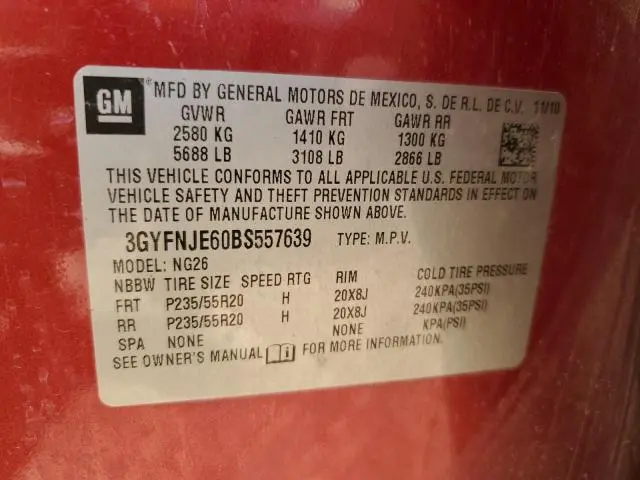 GM
MFD BY GENERAL MOTORS DE MEXICO, S. DE R.L. DE C.V. 11/10
GVWR GAWR FRT GAWR RR
2580 KG 1410 KG 1300 KG
5688 LB 3108 LB 2866 LB
THIS VEHICLE CONFORMS TO ALL APPLICABLE U.S. FEDERAL MOTOR
VEHICLE SAFETY AND THEFT PREVENTION STANDARDS IN EFFECT ON
THE DATE OF MANUFACTURE SHOWN ABOVE.
3GYFNJE60BS557639 TYPE: M.P.V.
MODEL: NG26
NBBW TIRE SIZE SPEED RTG RIM COLD TIRE PRESSURE
FRT P235/55R20 H 20X8J 240KPA(35PSI)
RR P235/55R20 H 20X8J 240KPA(35PSI)
SPA NONE NONE KPA(PSI)
SEE OWNER'S MANUAL FOR MORE INFORMATION.